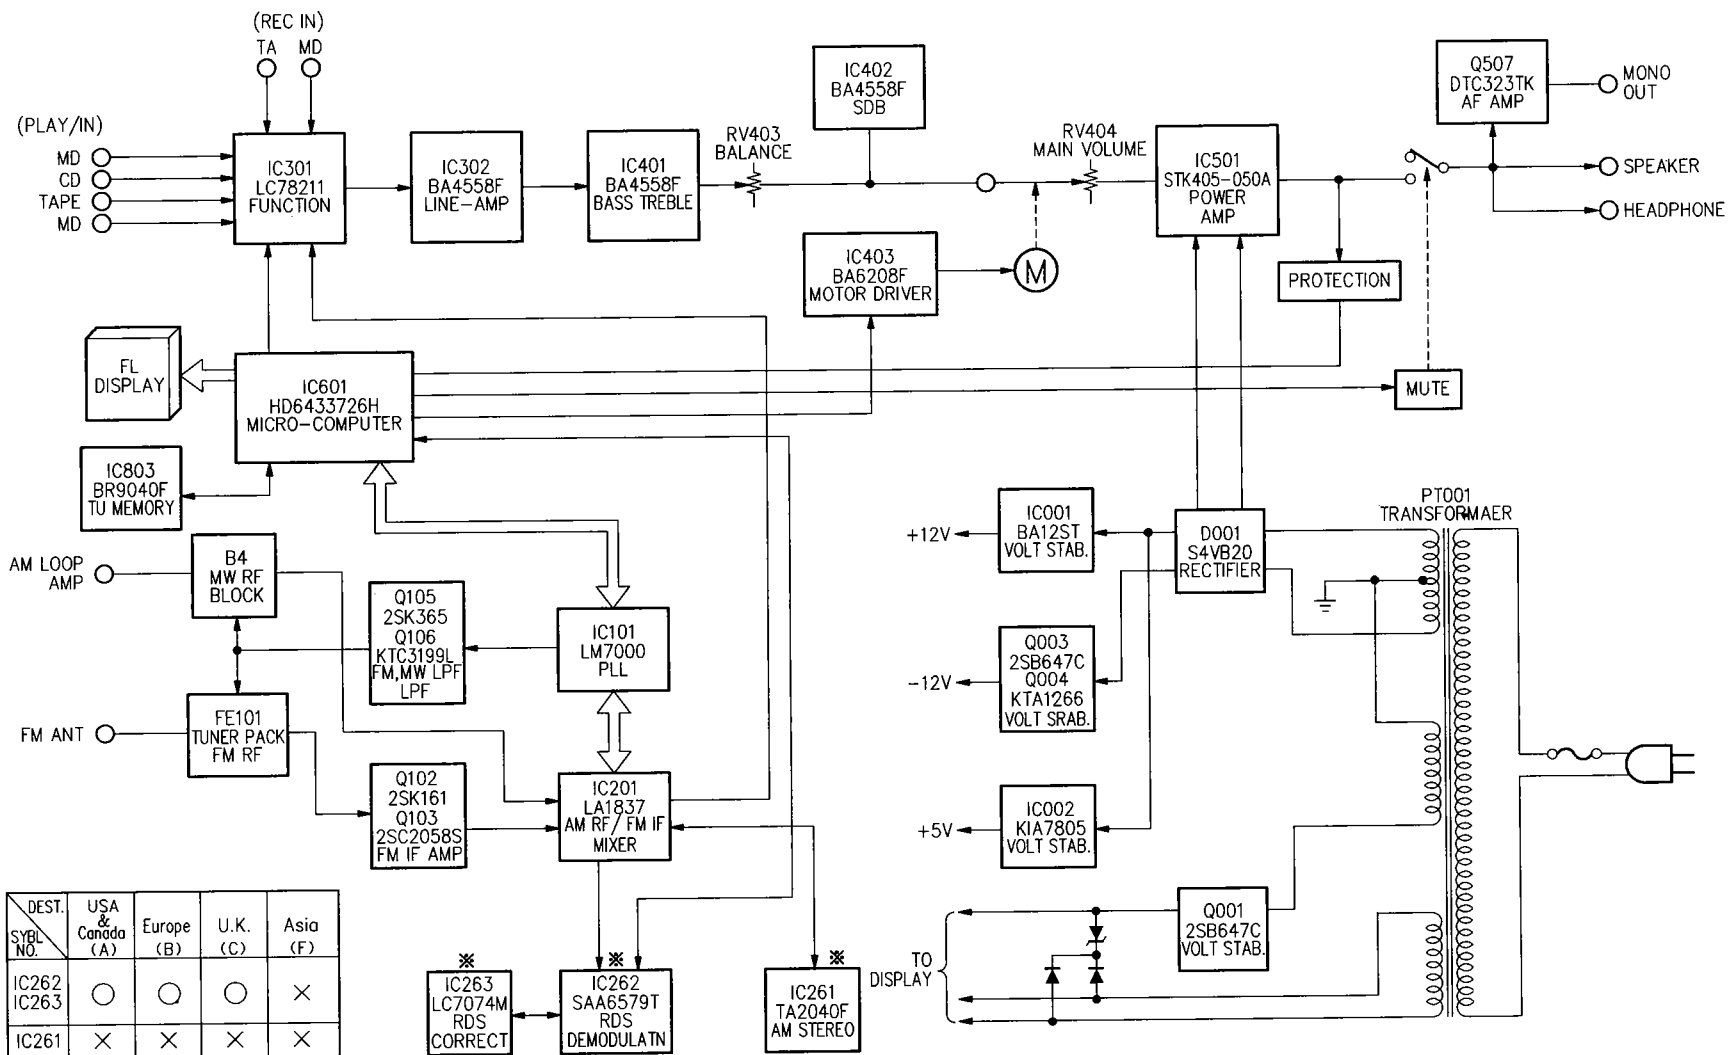 (REC IN)
TA MD
(PLAY/IN)
MD
CD
TAPE
MD
IC301
LC78211
FUNCTION
IC302
BA4558F
LINE-AMP
IC401
BA4558F
BASS TREBLE
RV403
BALANCE
IC402
BA4558F
SDB
RV404
MAIN VOLUME
IC501
STK405-050A
POWER
AMP
Q507
DTC323TK
AF AMP
MONO
OUT
SPEAKER
HEADPHONE
IC403
BA6208F
MOTOR DRIVER
M
PROTECTION
MUTE
FL
DISPLAY
IC601
HD6433726H
MICRO-COMPUTER
IC803
BR9040F
TU MEMORY
AM LOOP
AMP
B4
MW RF
BLOCK
Q105
2SK365
Q106
KTC3199L
FM,MW LPF
LPF
IC101
LM7000
PLL
FM ANT
FE101
TUNER PACK
FM RF
Q102
2SK161
Q103
2SC2058S
FM IF AMP
IC201
LA1837
AM RF/FM IF
MIXER
+12V
IC001
BA12ST
VOLT STAB.
D001
S4VB20
RECTIFIER
PT001
TRANSFORMAER
-12V
Q003
2SB647C
Q004
KTA1266
VOLT SRAB.
+5V
IC002
KIA7805
VOLT STAB.
TO
DISPLAY
Q001
2SB647C
VOLT STAB.
※
IC263
LC7074M
RDS
CORRECT
※
IC262
SAA6579T
RDS
DEMODULATN
※
IC261
TA2040F
AM STEREO
DEST.
SYBL
NO.
USA
&
Canada
(A)
Europe
(B)
U.K.
(C)
Asia
(F)
IC262
IC263
○ ○ ○ ×
IC261 × × × ×